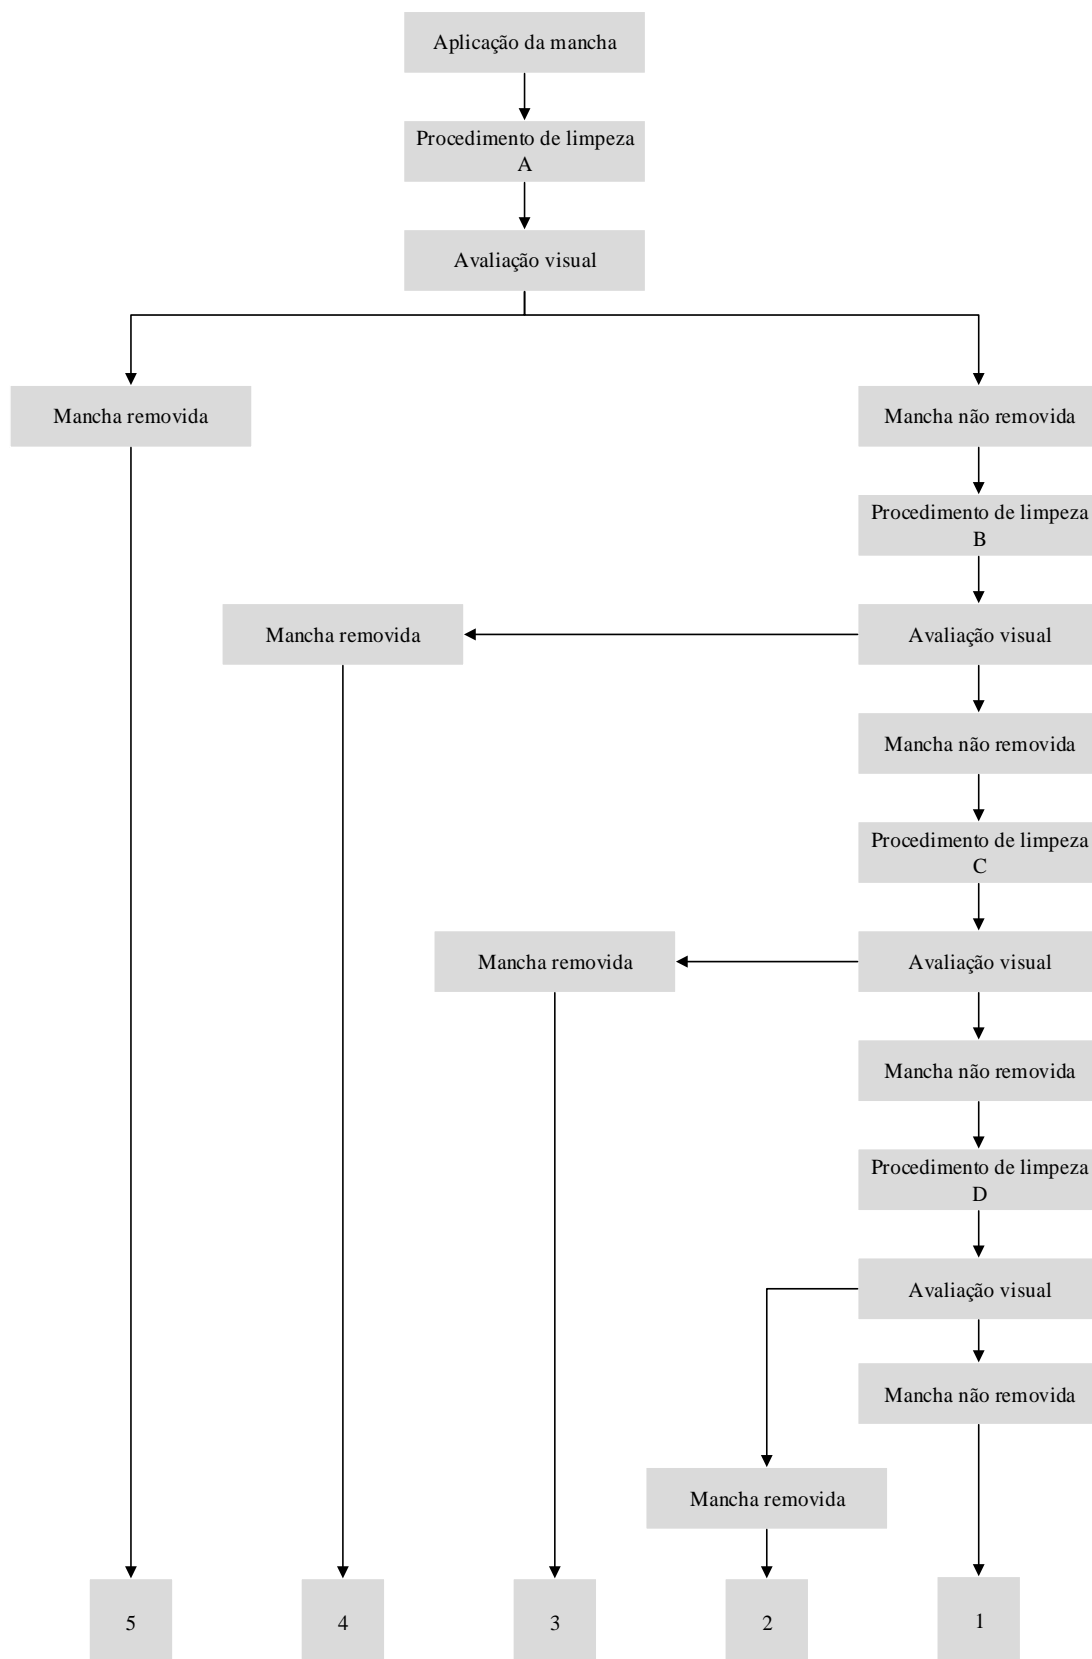 Aplicação da mancha
Procedimento de limpeza
A
Avaliação visual
Mancha removida
Mancha não removida
Procedimento de limpeza
B
Mancha removida
Avaliação visual
Mancha não removida
Procedimento de limpeza
C
Mancha removida
Avaliação visual
Mancha não removida
Procedimento de limpeza
D
Avaliação visual
Mancha não removida
Mancha removida
5
4
3
2
1